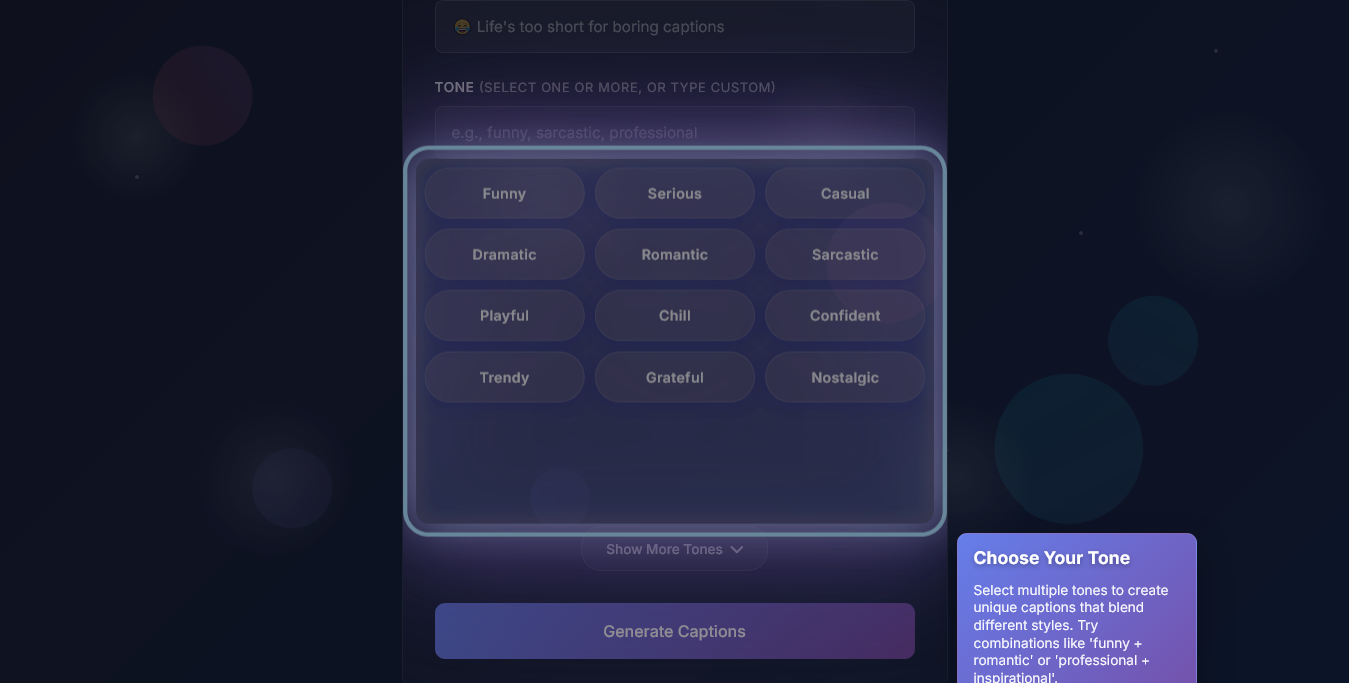 😄 Life's too short for boring captions
TONE (SELECT ONE OR MORE, OR TYPE CUSTOM)
e.g., funny, sarcastic, professional
Funny Serious Casual
Dramatic Romantic Sarcastic
Playful Chill Confident
Trendy Grateful Nostalgic
Show More Tones
Generate Captions
Choose Your Tone
Select multiple tones to create
unique captions that blend
different styles. Try
combinations like 'funny +
romantic' or 'professional +
inspirational'.